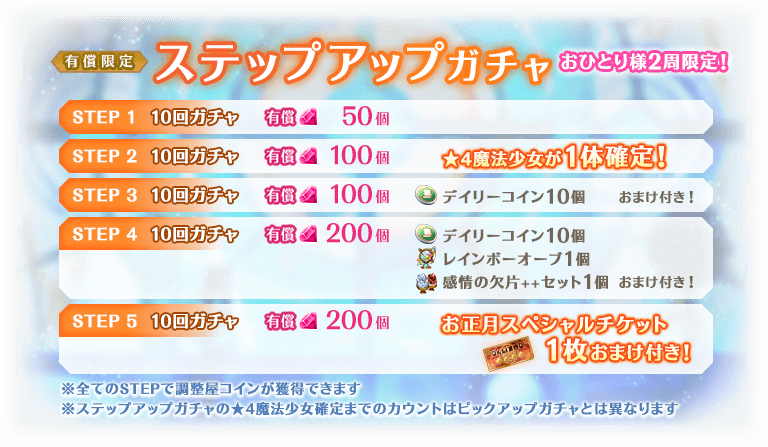 有償限定 ステップアップガチャ おひとり様2周限定!
STEP 1 10回ガチャ 有償 50個
STEP 2 10回ガチャ 有償 100個 ★4魔法少女が1体確定!
STEP 3 10回ガチャ 有償 100個 デイリーコイン10個 おまけ付き!
STEP 4 10回ガチャ 有償 200個 デイリーコイン10個
レインボーオーブ1個
感情の欠片++セット1個 おまけ付き!
STEP 5 10回ガチャ 有償 200個 お正月スペシャルチケット
1枚おまけ付き!
※全てのSTEPで調整屋コインが獲得できます
※ステップアップガチャの★4魔法少女確定までのカウントはピックアップガチャとは異なります